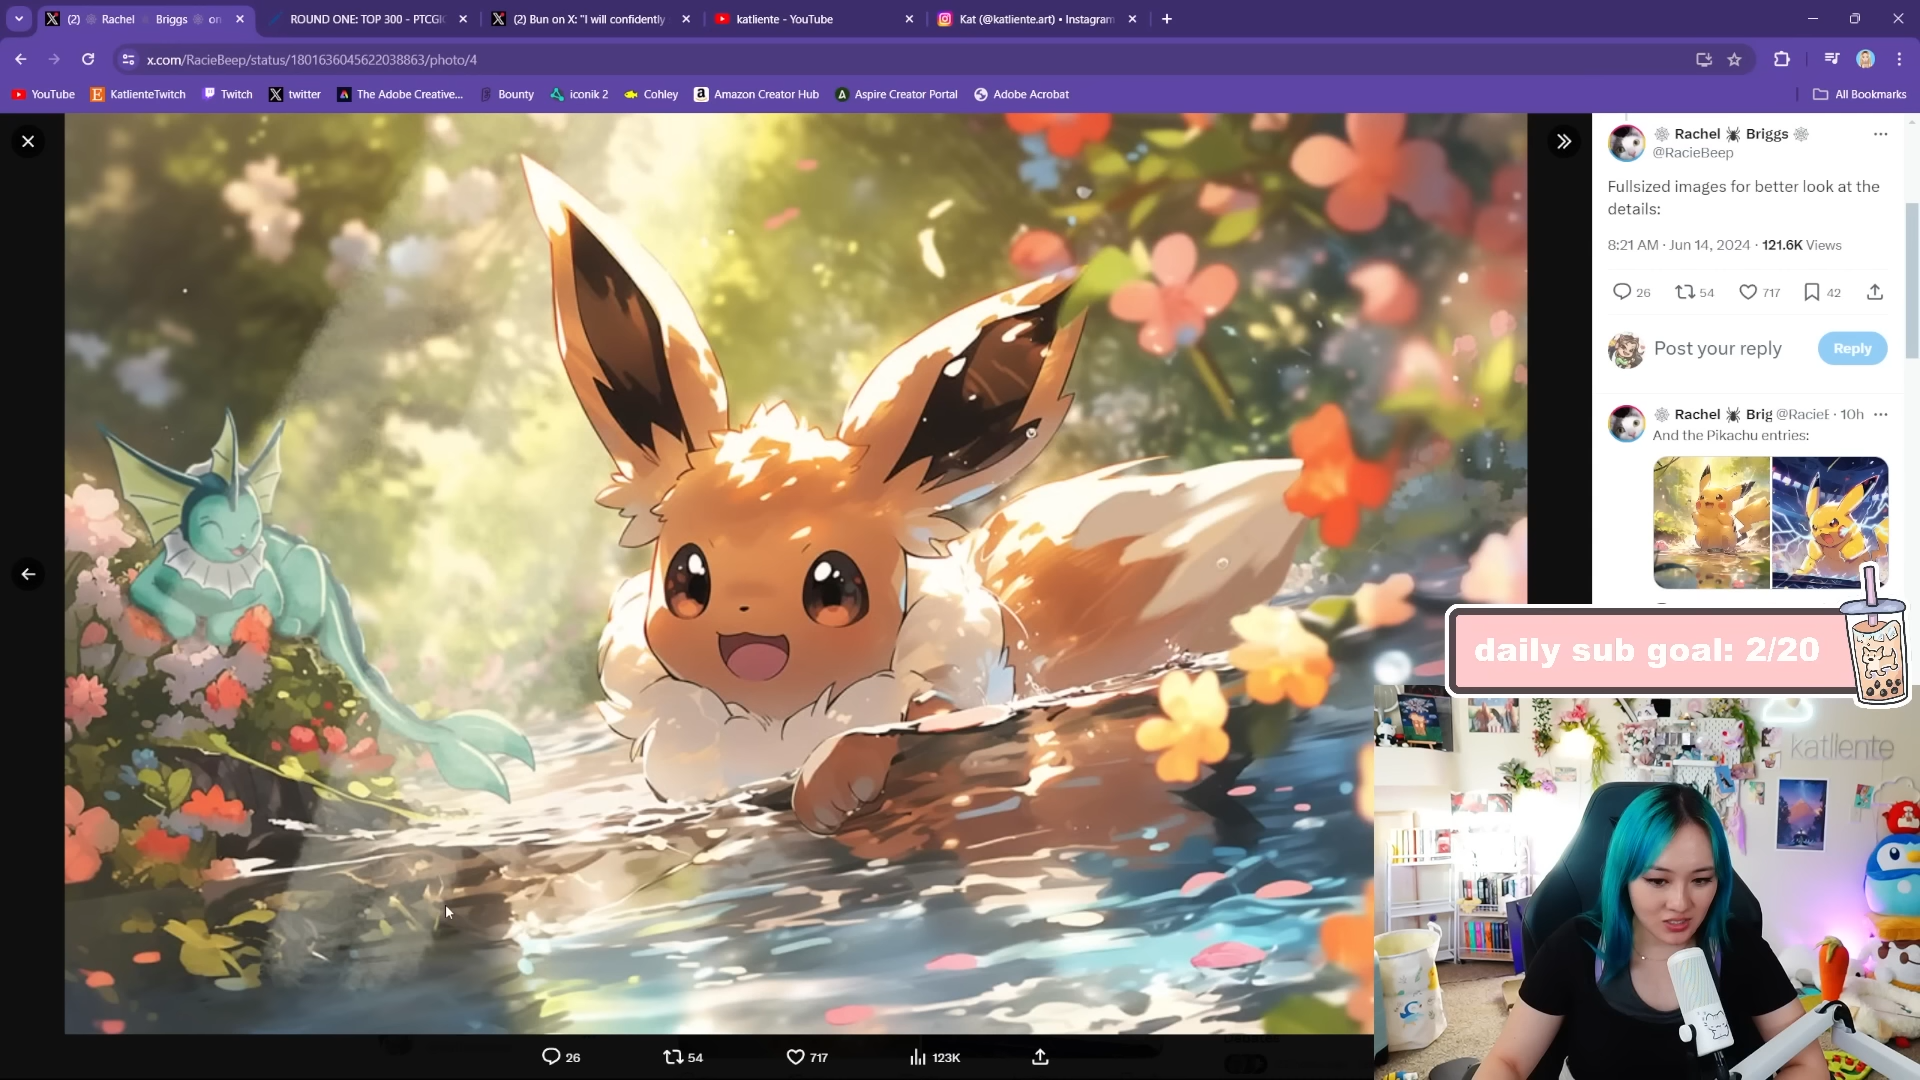 (2) Rachel Briggs on
ROUND ONE: TOP 300 - PTCGIC
(2) Bun on X: "I will confidently
katliente - YouTube
Kat (@katliente.art) • Instagram
x.com/RacieBeep/status/1801636045622038863/photo/4
YouTube
KatlienteTwitch
Twitch
twitter
The Adobe Creative...
Bounty
iconik 2
Cohley
Amazon Creator Hub
Aspire Creator Portal
Adobe Acrobat
All Bookmarks
Rachel Briggs
@RacieBeep
Fullsized images for better look at the
details:
8:21 AM · Jun 14, 2024 · 121.6K Views
26 54 717 42
Post your reply
Reply
Rachel Brig @RacieE · 10h
And the Pikachu entries:
daily sub goal: 2/20
katliente
26 54 717 123K